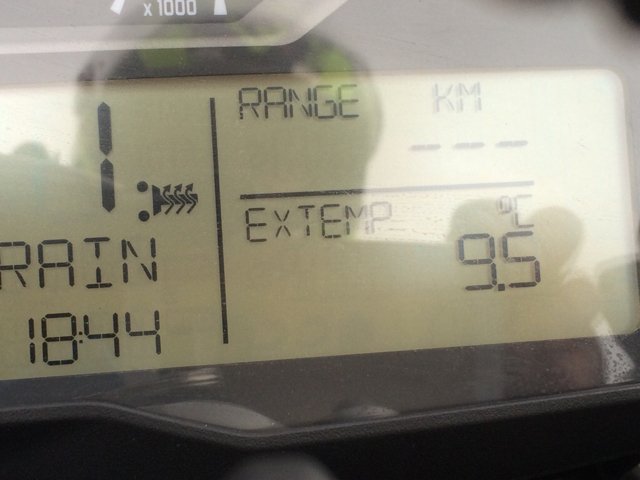 x 1000
RANGE KM
1 ---
EXTEMP °C
RAIN 9.5
18:44